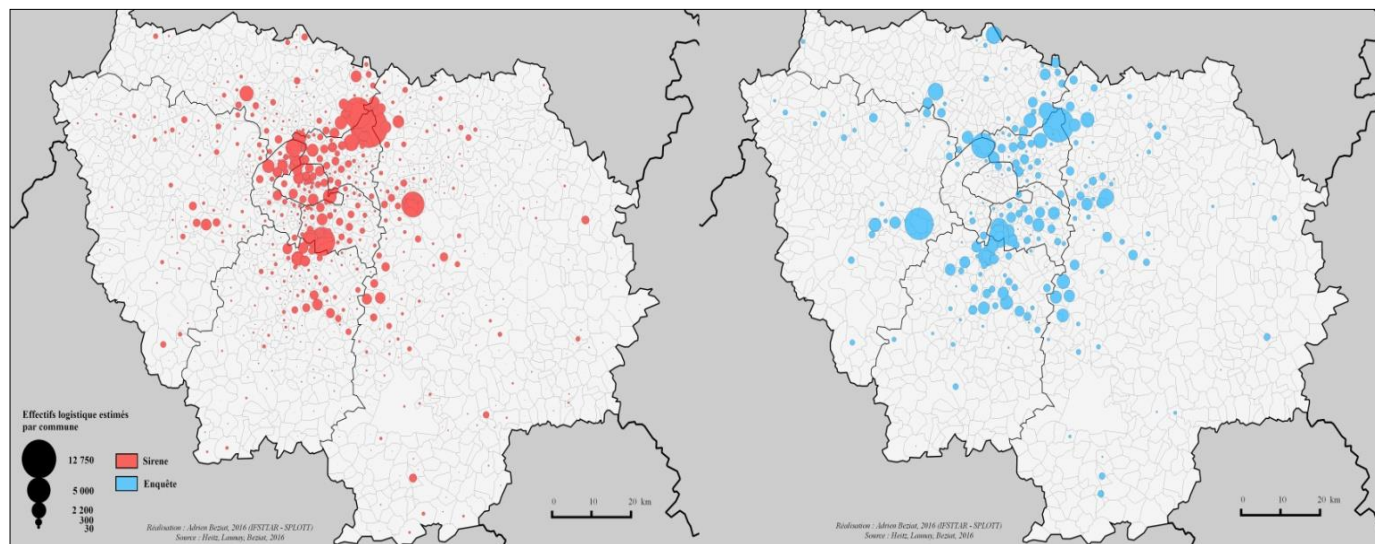 Effectifs logistique estimés
par commune
12 750
5 000
2 200
300
30
Sirene
Enquête
0 10 20 km
Réalisation : Adrien Beziat, 2016 (IFSTTAR - SPLOTT)
Source : Heitz, Launay, Beziat, 2016
0 10 20 km
Réalisation : Adrien Beziat, 2016 (IFSTTAR - SPLOTT)
Source : Heitz, Launay, Beziat, 2016